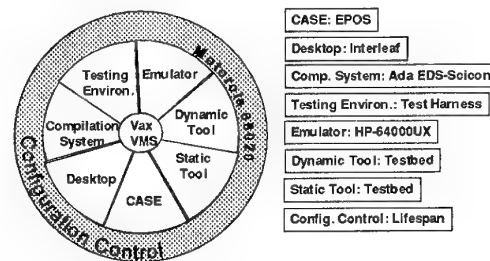 Motorola 68020
Testing
Environ.
Emulator
Dynamic
Tool
Static
Tool
CASE
Desktop
Compilation
System
Vax
VMS
Configuration Control
CASE: EPOS
Desktop: Interleaf
Comp. System: Ada EDS-Scicon
Testing Environ.: Test Harness
Emulator: HP-64000UX
Dynamic Tool: Testbed
Static Tool: Testbed
Config. Control: Lifespan